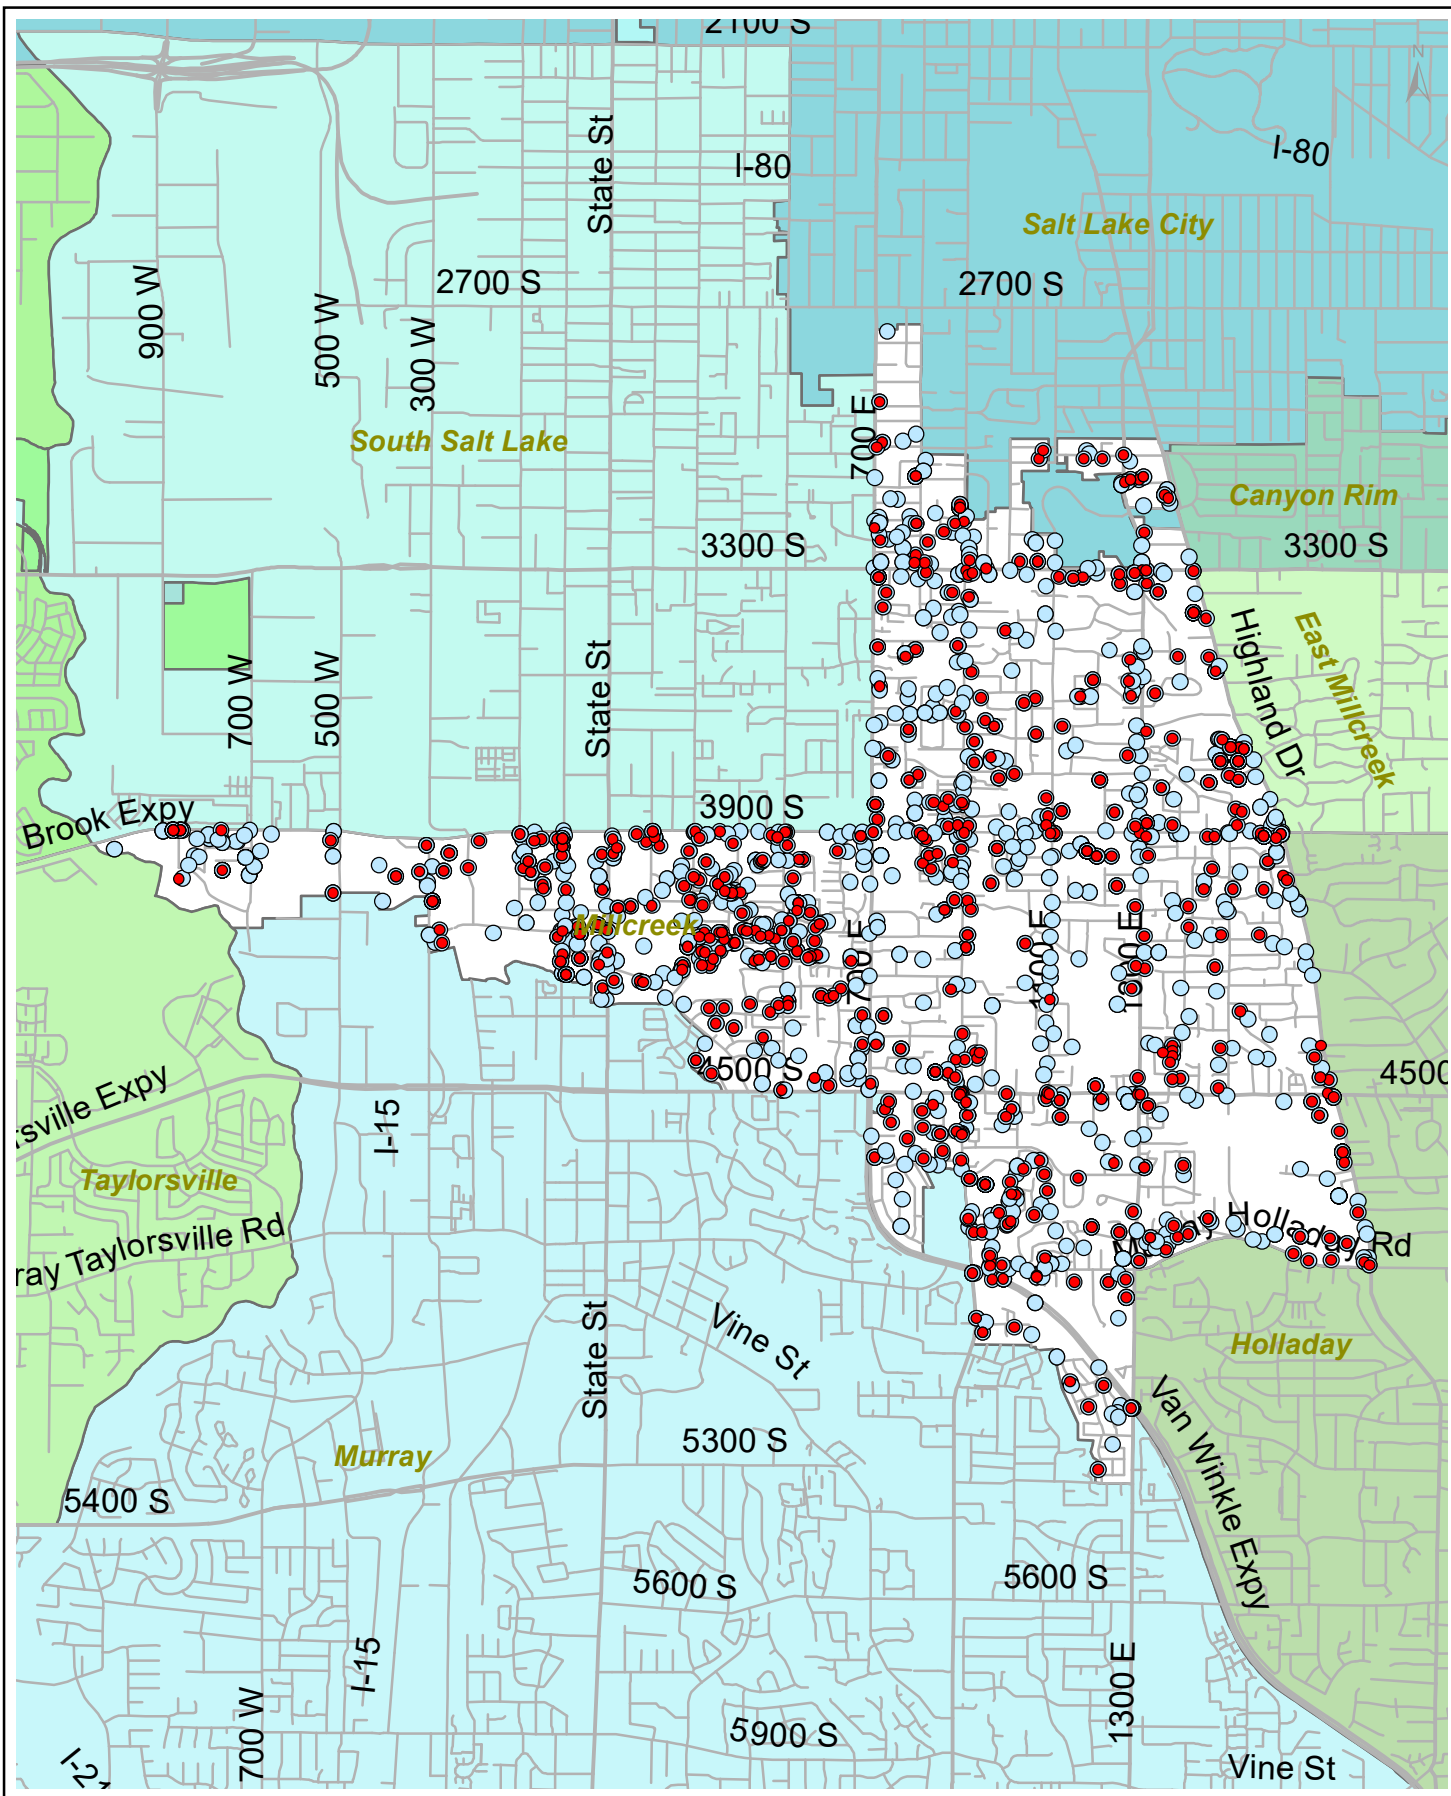 2100 S
N
State St
I-80
I-80
Salt Lake City
900 W
2700 S
2700 S
500 W
300 W
700 E
South Salt Lake
Canyon Rim
3300 S
3300 S
Highland Dr
East Millcreek
700 W
500 W
State St
3900 S
Brook Expy
Millcreek
700 E
1100 E
1300 E
4500 S
4500
rsville Expy
I-15
Taylorsville
ray Taylorsville Rd
Murray Holladay Rd
State St
Vine St
Holladay
Van Winkle Expy
5300 S
Murray
5400 S
5600 S
5600 S
I-15
1300 E
700 W
5900 S
I-21
Vine St